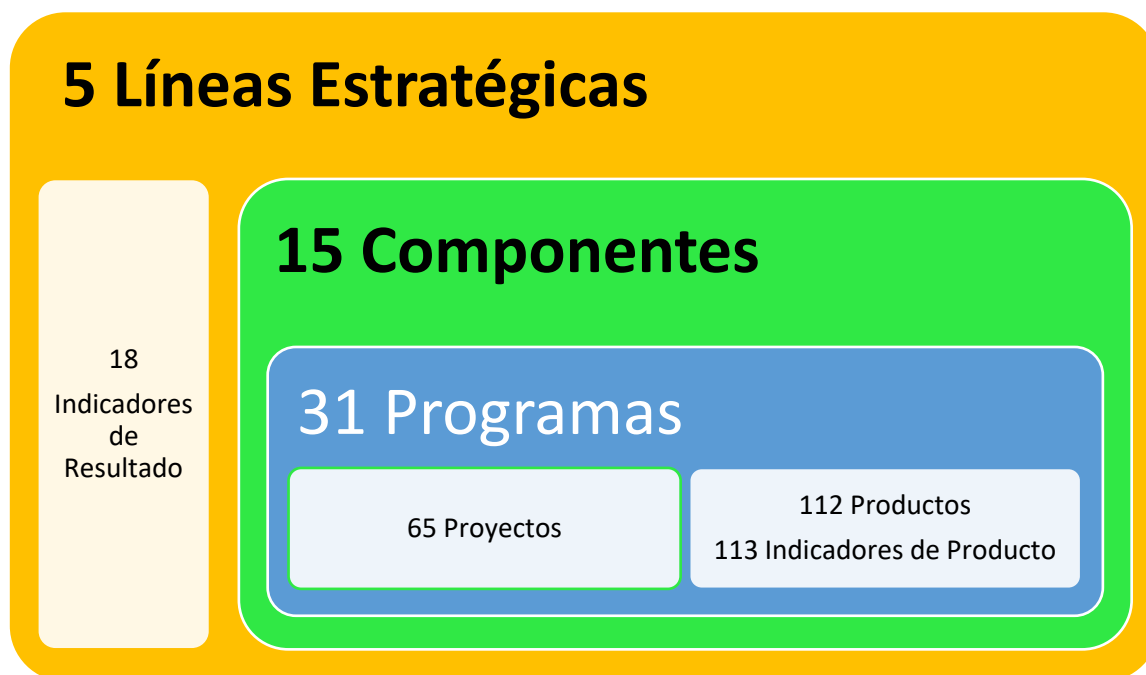 5 Líneas Estratégicas
18
Indicadores
de
Resultado
15 Componentes
31 Programas
65 Proyectos
112 Productos
113 Indicadores de Producto